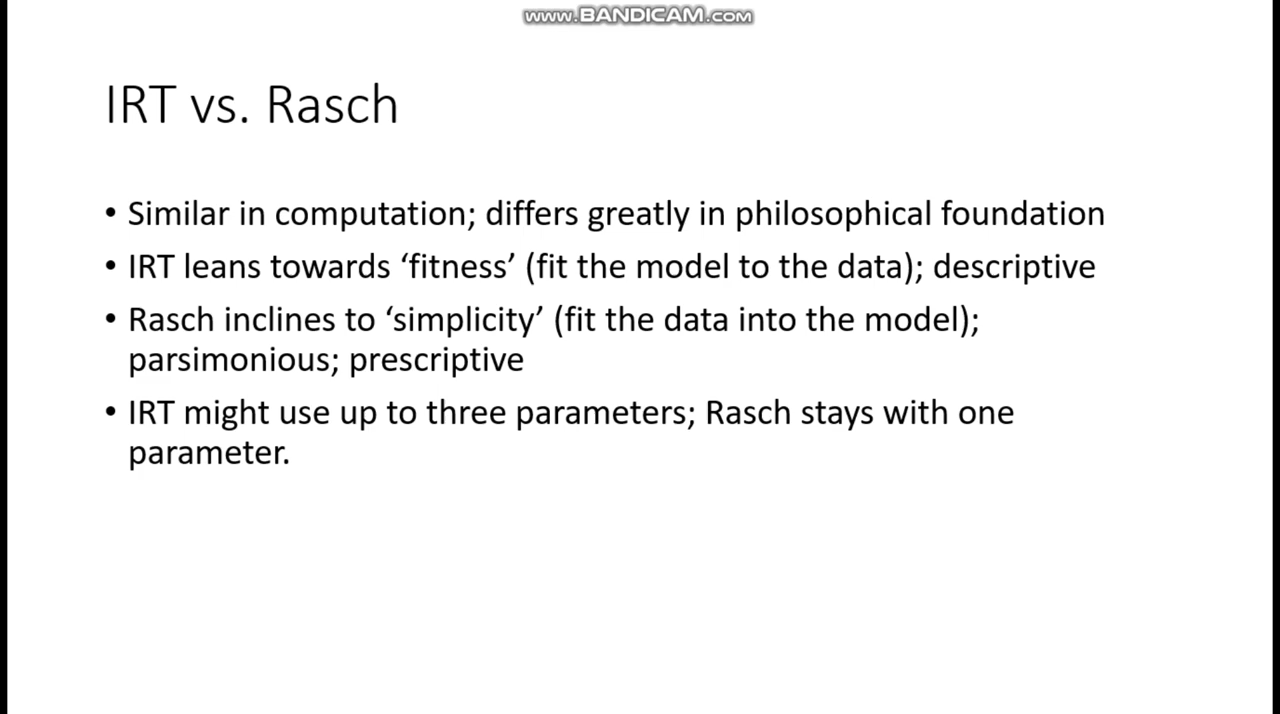 www.BANDICAM.com
IRT vs. Rasch
• Similar in computation; differs greatly in philosophical foundation
• IRT leans towards ‘fitness’ (fit the model to the data); descriptive
• Rasch inclines to ‘simplicity’ (fit the data into the model);
parsimonious; prescriptive
• IRT might use up to three parameters; Rasch stays with one
parameter.